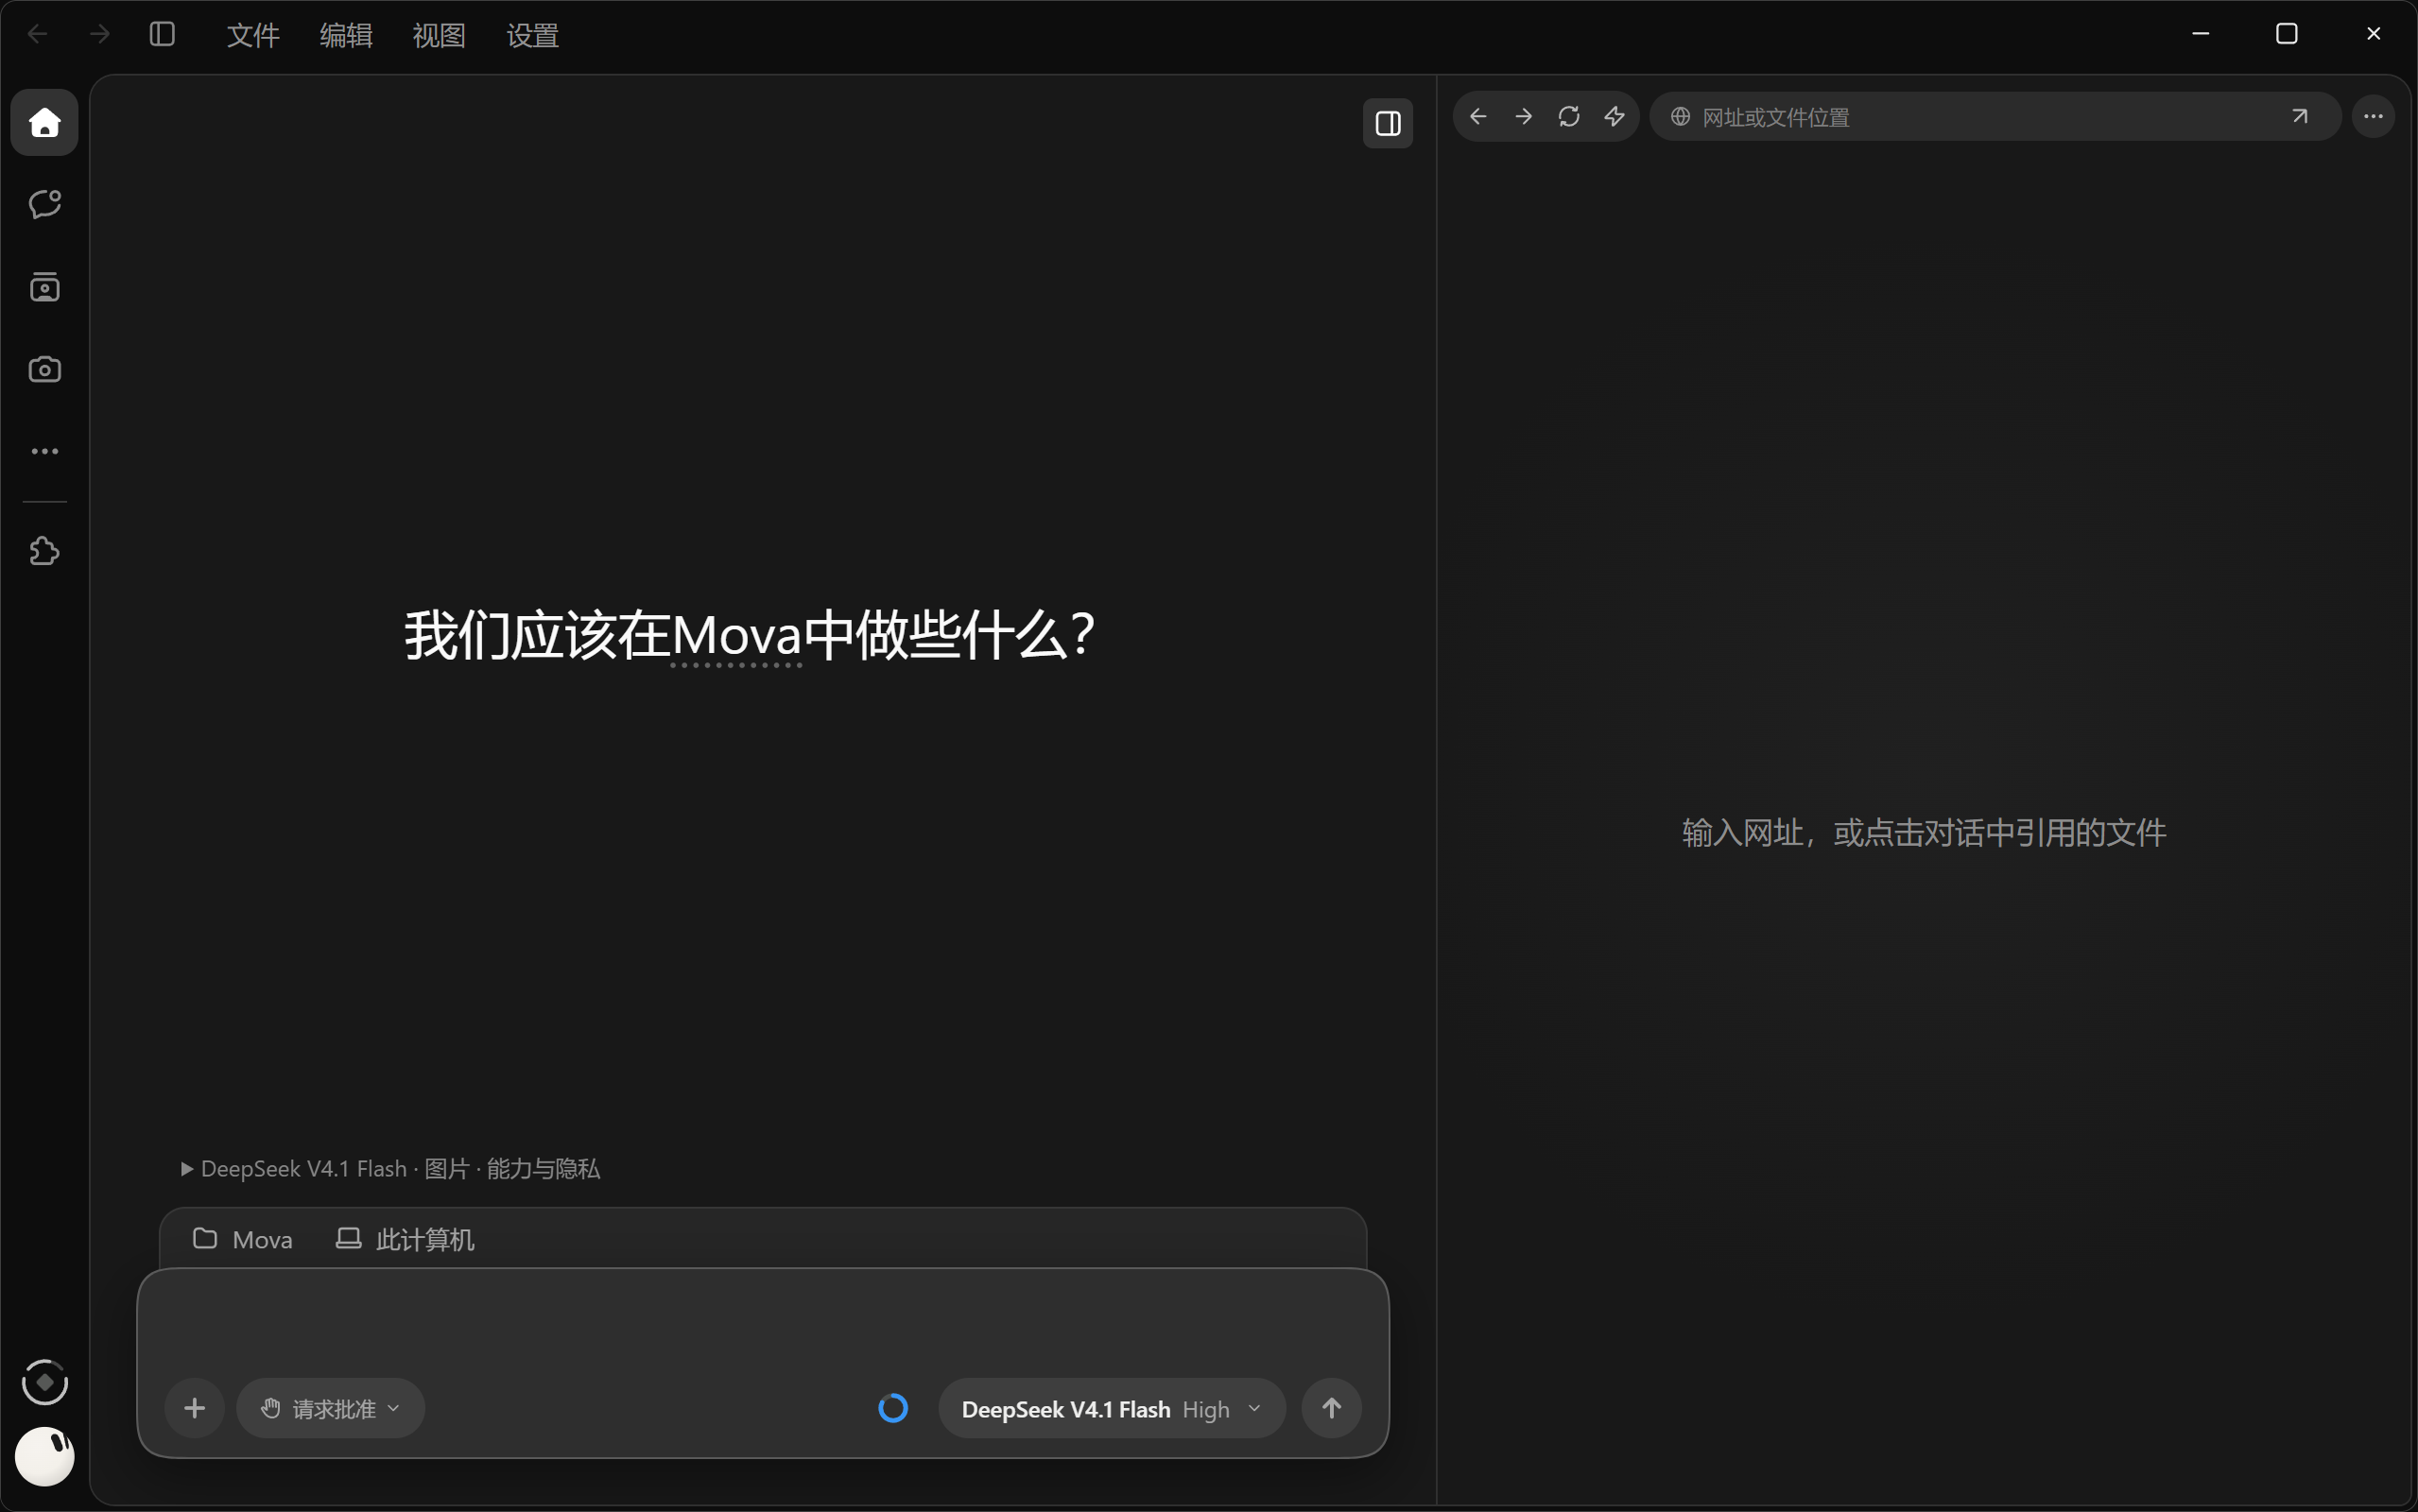 文件 编辑 视图 设置
网址或文件位置
我们应该在Mova中做些什么？
输入网址，或点击对话中引用的文件
▶ DeepSeek V4.1 Flash · 图片 · 能力与隐私
Mova 此计算机
请求批准 DeepSeek V4.1 Flash High